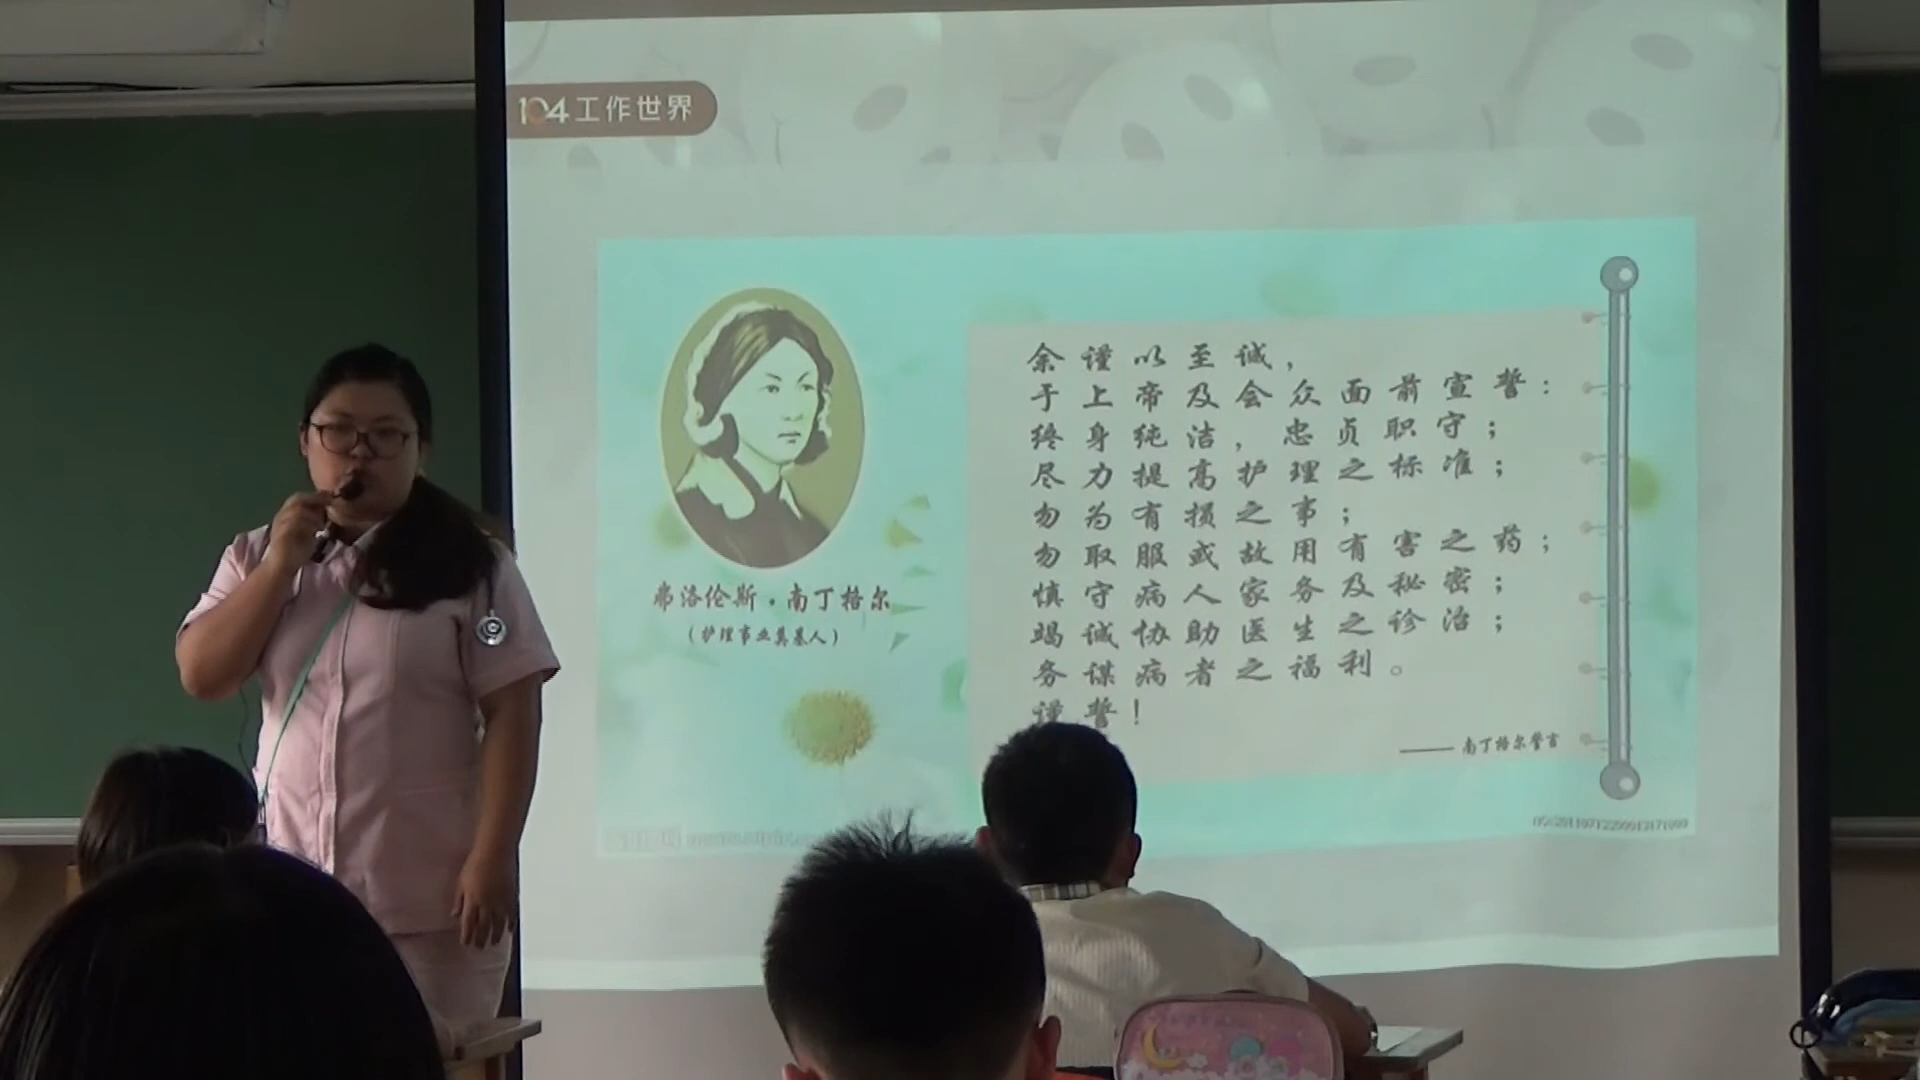 104工作世界
余谨以至诚，
于上帝及会众面前宣誓：
终身纯洁，忠贞职守；
尽力提高护理之标准；
勿为有损之事；
勿取服或故用有害之药；
慎守病人家务及秘密；
竭诚协助医生之诊治；
务谋病者之福利。
谨誓！
南丁格尔誓言
弗洛伦斯·南丁格尔
（护理事业奠基人）